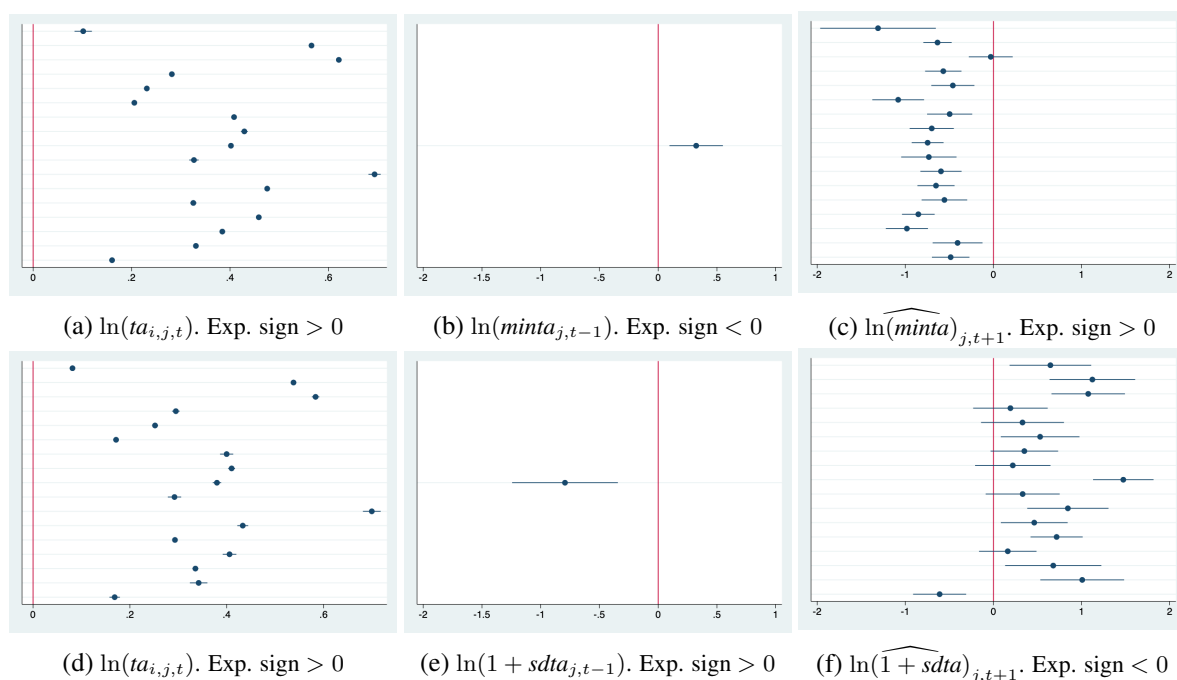 0 .2 .4 .6
-2 -1.5 -1 -.5 0 .5 1
-2 -1 0 1 2
(a) ln(ta_{i,j,t}). Exp. sign > 0
(b) ln(minta_{j,t−1}). Exp. sign < 0
(c) \widehat{ln(minta)}_{j,t+1}. Exp. sign > 0
0 .2 .4 .6
-2 -1.5 -1 -.5 0 .5 1
-2 -1 0 1 2
(d) ln(ta_{i,j,t}). Exp. sign > 0
(e) ln(1 + sdta_{j,t−1}). Exp. sign > 0
(f) \widehat{ln(1 + sdta)}_{j,t+1}. Exp. sign < 0